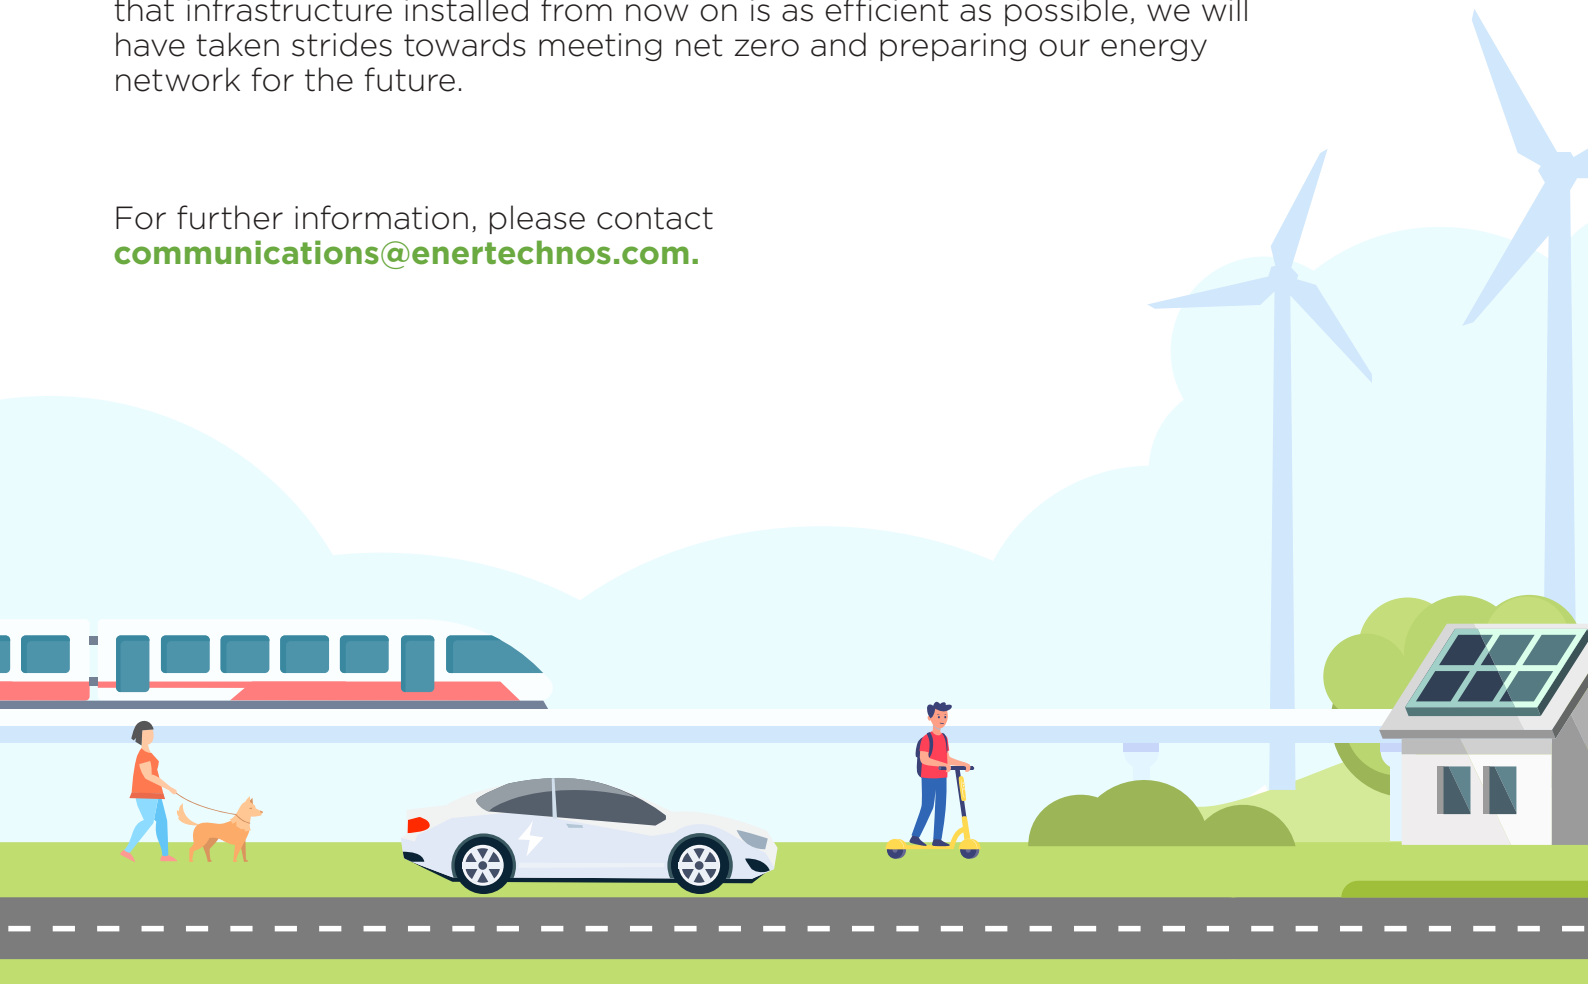 that infrastructure installed from now on is as efficient as possible, we will
have taken strides towards meeting net zero and preparing our energy
network for the future.
For further information, please contact
communications@enertechnos.com.